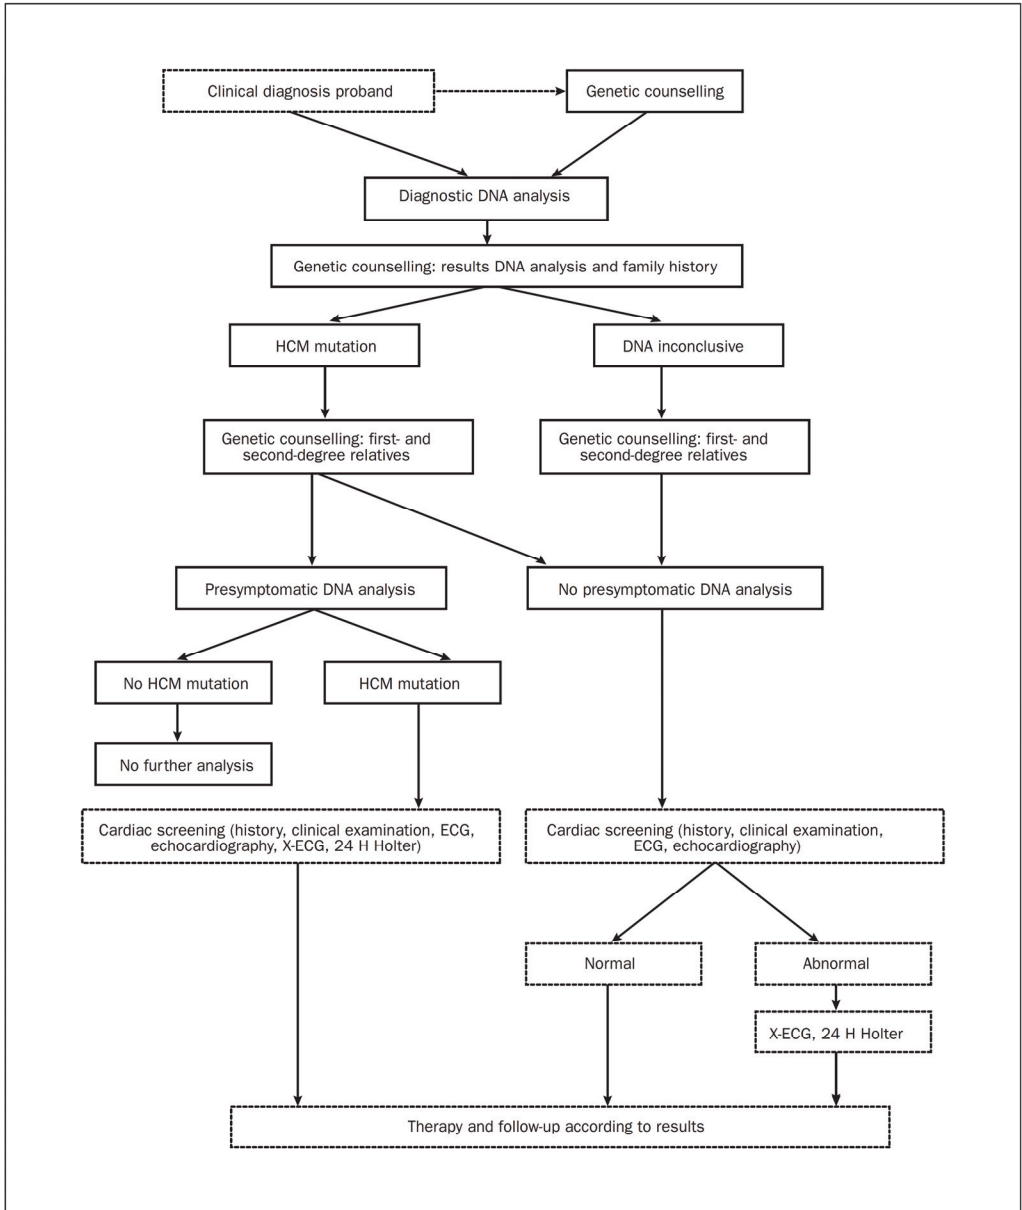 Clinical diagnosis proband
Genetic counselling
Diagnostic DNA analysis
Genetic counselling: results DNA analysis and family history
HCM mutation
DNA inconclusive
Genetic counselling: first- and
second-degree relatives
Genetic counselling: first- and
second-degree relatives
Presymptomatic DNA analysis
No presymptomatic DNA analysis
No HCM mutation
HCM mutation
No further analysis
Cardiac screening (history, clinical examination, ECG,
echocardiography, X-ECG, 24 H Holter)
Cardiac screening (history, clinical examination,
ECG, echocardiography)
Normal
Abnormal
X-ECG, 24 H Holter
Therapy and follow-up according to results